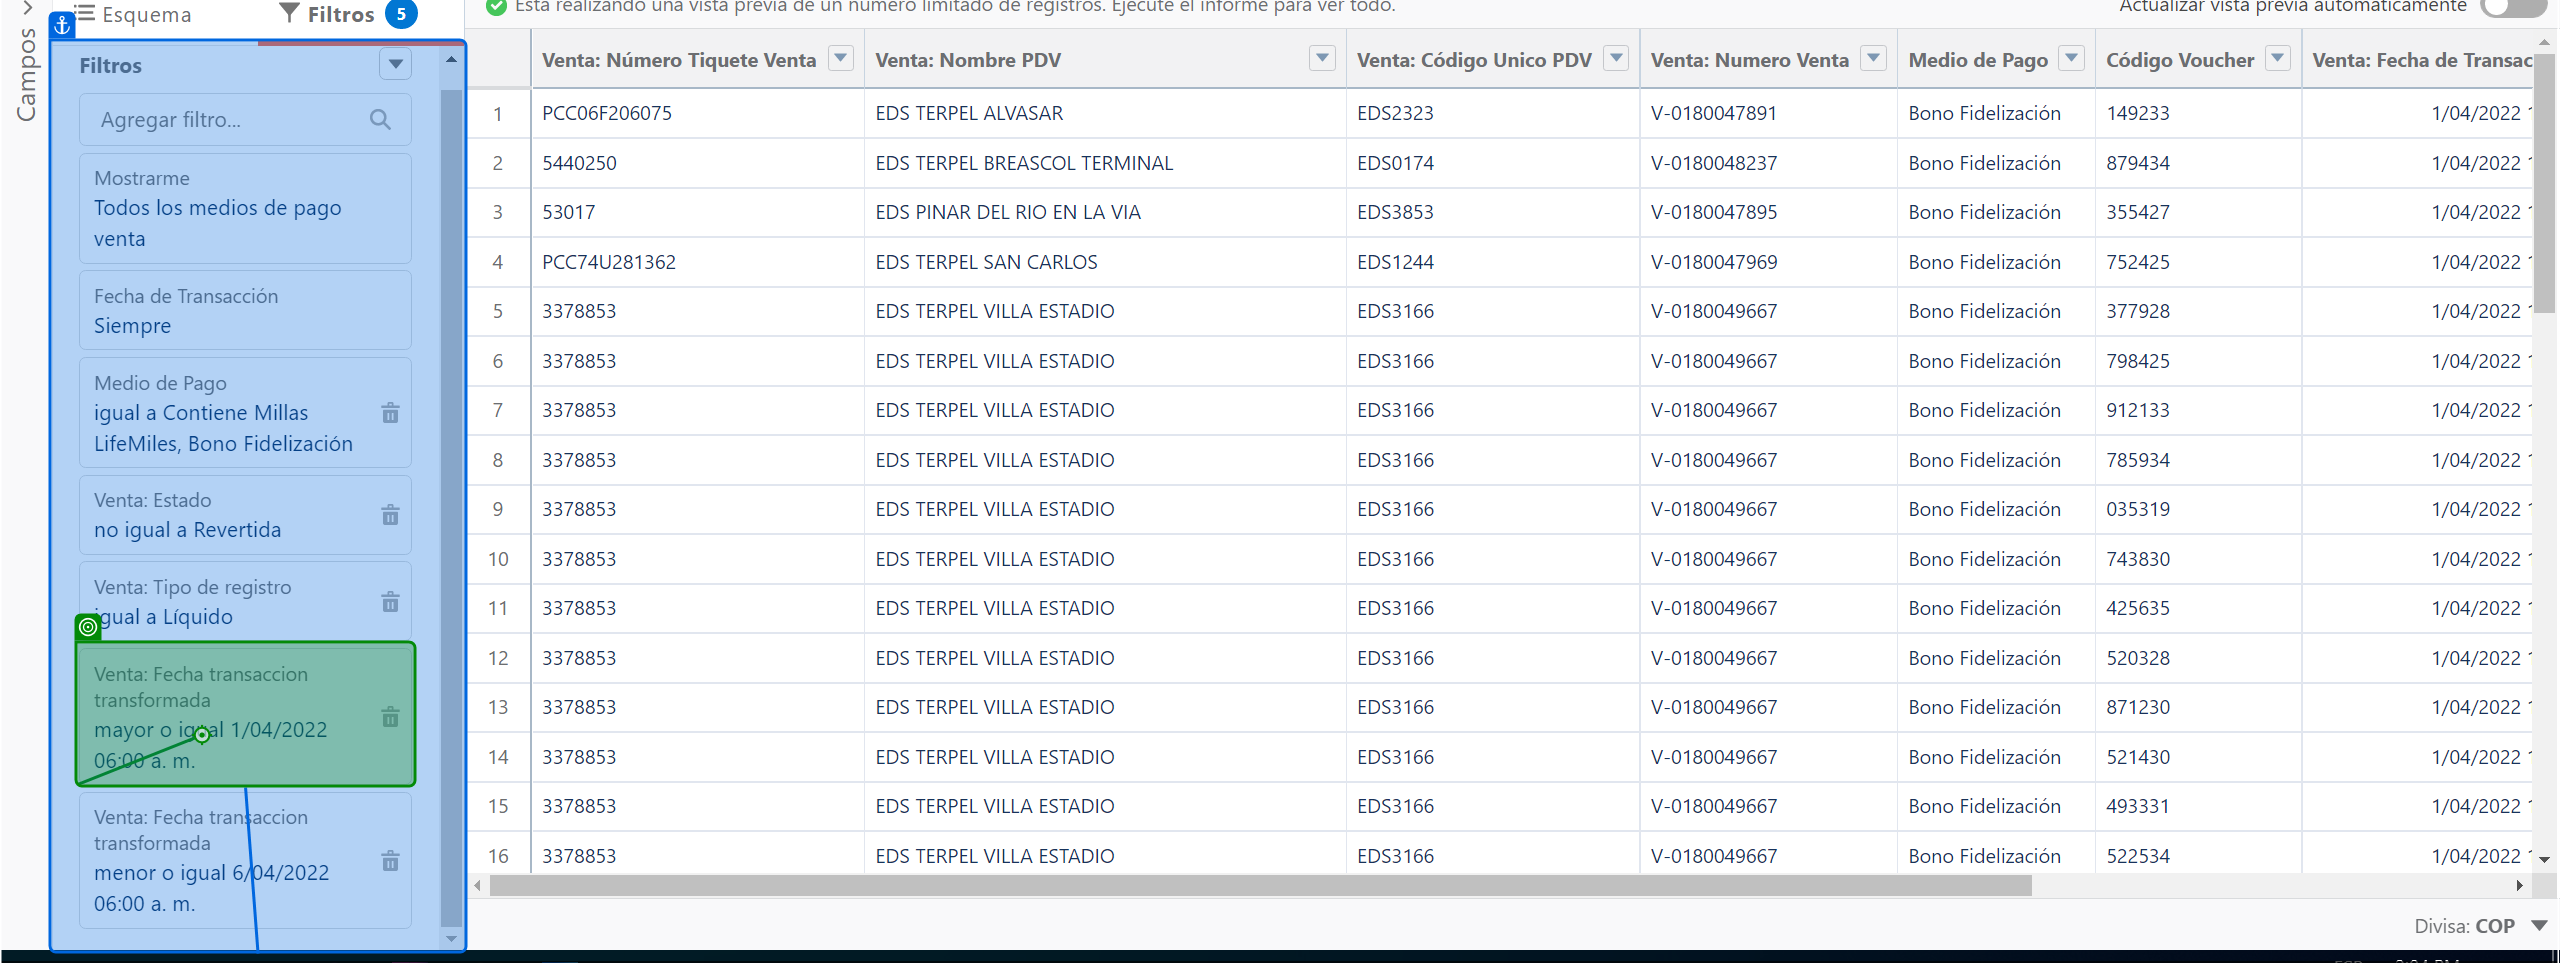 Esquema
Filtros 5
Campos
Está realizando una vista previa de un número limitado de registros. Ejecute el informe para ver todo.
Actualizar vista previa automáticamente
Filtros
Agregar filtro...
Mostrarme
Todos los medios de pago
venta
Fecha de Transacción
Siempre
Medio de Pago
igual a Contiene Millas
LifeMiles, Bono Fidelización
Venta: Estado
no igual a Revertida
Venta: Tipo de registro
igual a Líquido
Venta: Fecha transaccion
transformada
mayor o igual 1/04/2022
06:00 a. m.
Venta: Fecha transaccion
transformada
menor o igual 6/04/2022
06:00 a. m.
Venta: Número Tiquete Venta Venta: Nombre PDV Venta: Código Unico PDV Venta: Numero Venta Medio de Pago Código Voucher Venta: Fecha de Transac
1 PCC06F206075 EDS TERPEL ALVASAR EDS2323 V-0180047891 Bono Fidelización 149233 1/04/2022 1
2 5440250 EDS TERPEL BREASCOL TERMINAL EDS0174 V-0180048237 Bono Fidelización 879434 1/04/2022 1
3 53017 EDS PINAR DEL RIO EN LA VIA EDS3853 V-0180047895 Bono Fidelización 355427 1/04/2022 1
4 PCC74U281362 EDS TERPEL SAN CARLOS EDS1244 V-0180047969 Bono Fidelización 752425 1/04/2022 1
5 3378853 EDS TERPEL VILLA ESTADIO EDS3166 V-0180049667 Bono Fidelización 377928 1/04/2022 1
6 3378853 EDS TERPEL VILLA ESTADIO EDS3166 V-0180049667 Bono Fidelización 798425 1/04/2022 1
7 3378853 EDS TERPEL VILLA ESTADIO EDS3166 V-0180049667 Bono Fidelización 912133 1/04/2022 1
8 3378853 EDS TERPEL VILLA ESTADIO EDS3166 V-0180049667 Bono Fidelización 785934 1/04/2022 1
9 3378853 EDS TERPEL VILLA ESTADIO EDS3166 V-0180049667 Bono Fidelización 035319 1/04/2022 1
10 3378853 EDS TERPEL VILLA ESTADIO EDS3166 V-0180049667 Bono Fidelización 743830 1/04/2022 1
11 3378853 EDS TERPEL VILLA ESTADIO EDS3166 V-0180049667 Bono Fidelización 425635 1/04/2022 1
12 3378853 EDS TERPEL VILLA ESTADIO EDS3166 V-0180049667 Bono Fidelización 520328 1/04/2022 1
13 3378853 EDS TERPEL VILLA ESTADIO EDS3166 V-0180049667 Bono Fidelización 871230 1/04/2022 1
14 3378853 EDS TERPEL VILLA ESTADIO EDS3166 V-0180049667 Bono Fidelización 521430 1/04/2022 1
15 3378853 EDS TERPEL VILLA ESTADIO EDS3166 V-0180049667 Bono Fidelización 493331 1/04/2022 1
16 3378853 EDS TERPEL VILLA ESTADIO EDS3166 V-0180049667 Bono Fidelización 522534 1/04/2022 1
Divisa: COP